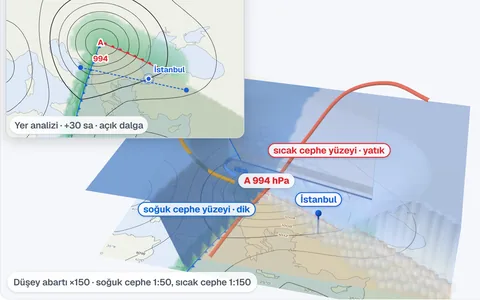 A
994
İstanbul
Yer analizi · +30 sa · açık dalga
sıcak cephe yüzeyi · yatık
A 994 hPa
İstanbul
soğuk cephe yüzeyi · dik
Düşey abartı ×150 · soğuk cephe 1:50, sıcak cephe 1:150